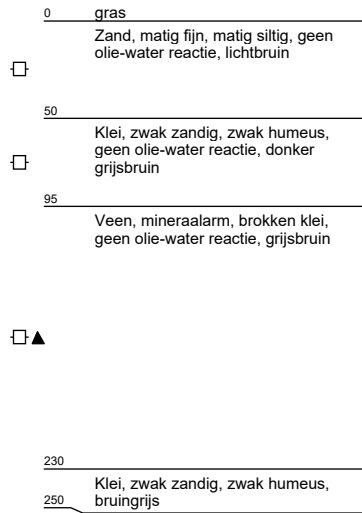 0 gras
Zand, matig fijn, matig siltig, geen
olie-water reactie, lichtbruin
50
Klei, zwak zandig, zwak humeus,
geen olie-water reactie, donker
grijsbruin
95
Veen, mineraalarm, brokken klei,
geen olie-water reactie, grijsbruin
230
Klei, zwak zandig, zwak humeus,
250 bruingrijs